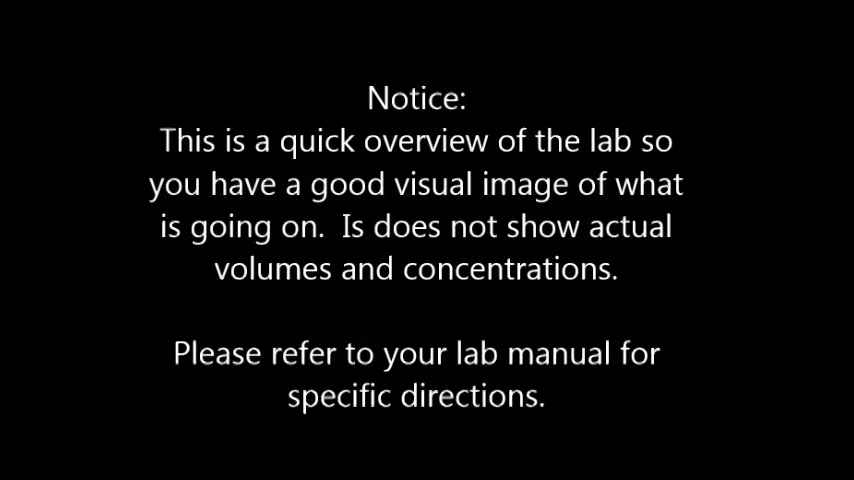 Notice:
This is a quick overview of the lab so
you have a good visual image of what
is going on.  Is does not show actual
volumes and concentrations.
Please refer to your lab manual for
specific directions.